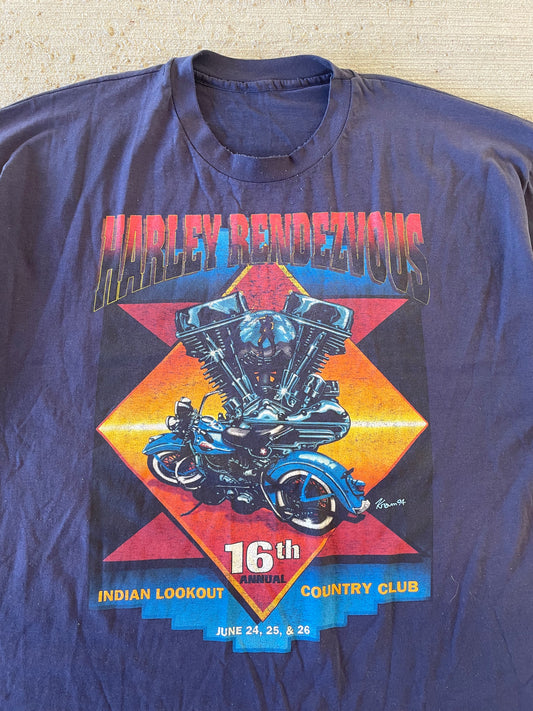 HARLEY RENDEZVOUS
16th
ANNUAL
INDIAN LOOKOUT COUNTRY CLUB
JUNE 24, 25, & 26